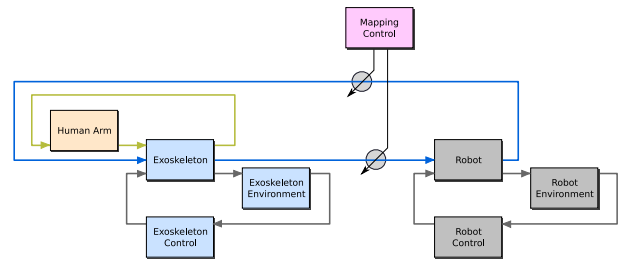 Mapping
Control
Human Arm
Exoskeleton
Robot
Exoskeleton
Environment
Robot
Environment
Exoskeleton
Control
Robot
Control